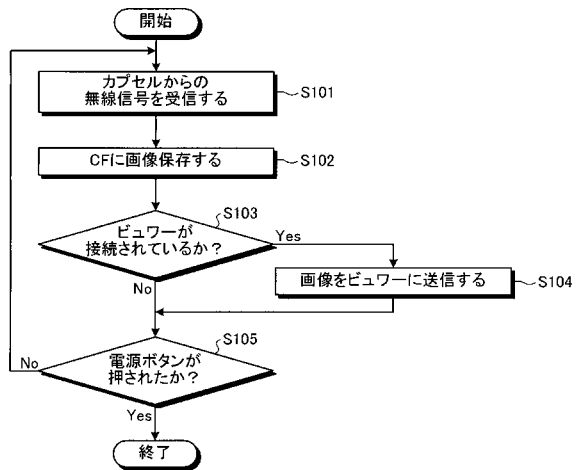 開始
カプセルからの
無線信号を受信する
S101
CFに画像保存する
S102
S103
ビュワーが
接続されているか？
Yes
No
画像をビュワーに送信する
S104
S105
電源ボタンが
押されたか？
No
Yes
終了